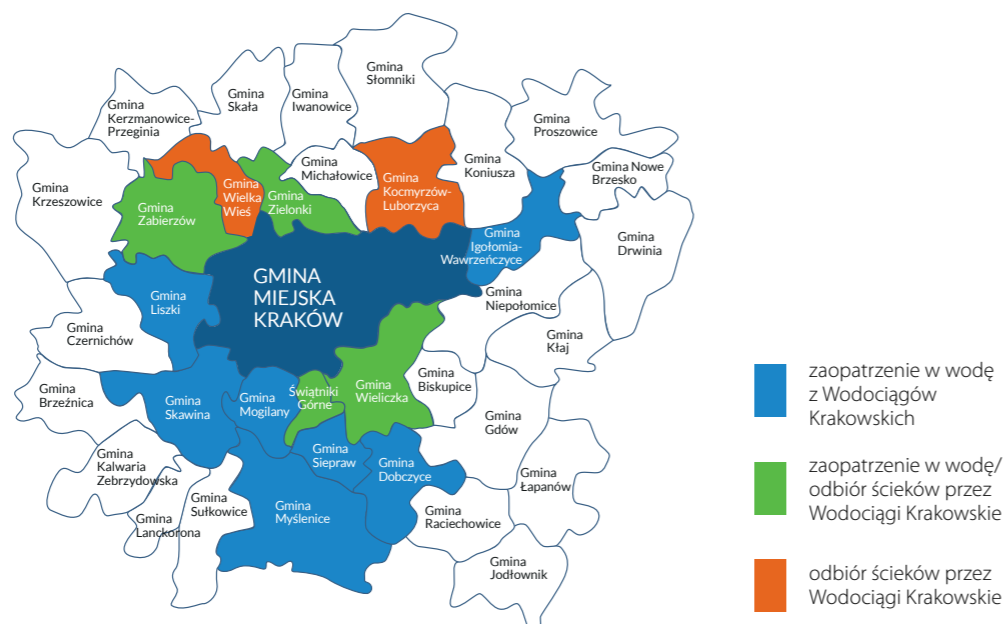 Gmina
Słomniki
Gmina
Skała
Gmina
Iwanowice
Gmina
Kerzmanowice-
Przeginia
Gmina
Proszowice
Gmina
Michałowice
Gmina
Koniusza
Gmina Nowe
Brzesko
Gmina
Krzeszowice
Gmina
Wielka
Wieś
Gmina
Kocmyrzów-
Luborzyca
Gmina
Zielonki
Gmina
Zabierzów
Gmina
Igołomia-
Wawrzeńczyce
Gmina
Drwinia
GMINA
MIEJSKA
KRAKÓW
Gmina
Liszki
Gmina
Niepołomice
Gmina
Czernichów
Gmina
Kłaj
Gmina
Biskupice
Gmina
Brzeźnica
Gmina
Skawina
Gmina
Mogilany
Świątniki
Górne
Gmina
Wieliczka
Gmina
Gdów
Gmina
Kalwaria
Zebrzydowska
Gmina
Siepraw
Gmina
Dobczyce
Gmina
Łapanów
Gmina
Sułkowice
Gmina
Lanckorona
Gmina
Myślenice
Gmina
Raciechowice
Gmina
Jodłownik
zaopatrzenie w wodę
z Wodociągów
Krakowskich
zaopatrzenie w wodę/
odbiór ścieków przez
Wodociągi Krakowskie
odbiór ścieków przez
Wodociągi Krakowskie